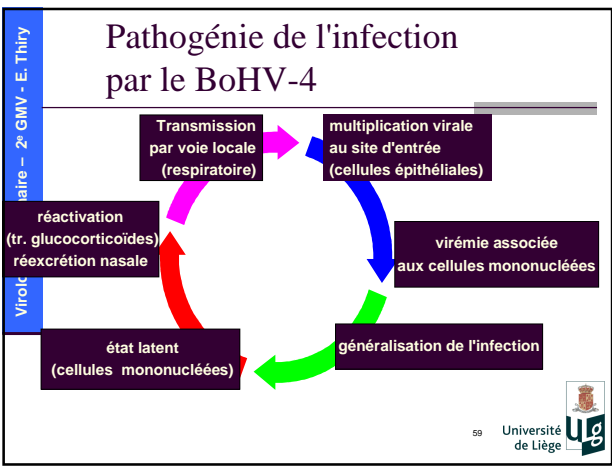 Pathogénie de l'infection
par le BoHV-4
Transmission
par voie locale
(respiratoire)
multiplication virale
au site d'entrée
(cellules épithéliales)
virémie associée
aux cellules mononucléées
généralisation de l'infection
état latent
(cellules mononucléées)
réactivation
(tr. glucocorticoïdes)
réexcrétion nasale
aire – 2e GMV - E. Thiry
59
Université
de Liège
ULg